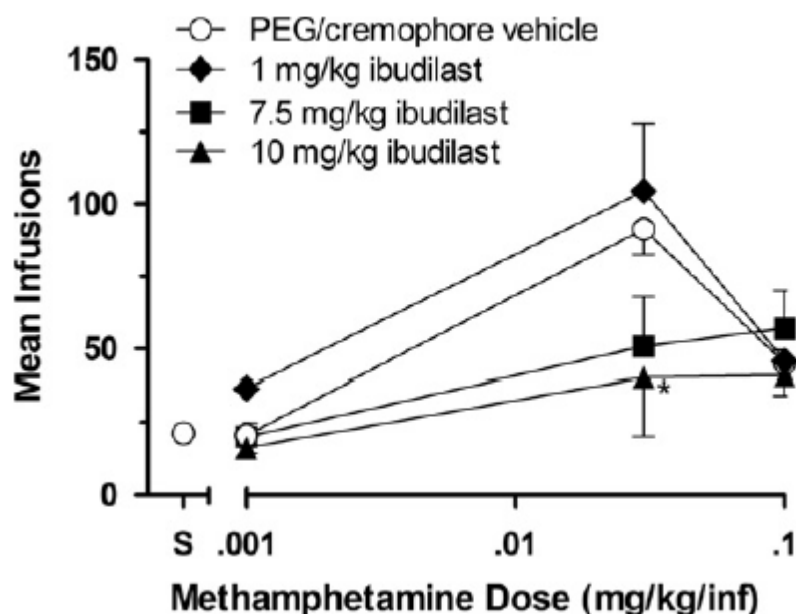 PEG/cremophore vehicle
1 mg/kg ibudilast
7.5 mg/kg ibudilast
10 mg/kg ibudilast
150
100
50
0
Mean Infusions
*
S .001 .01 .1
Methamphetamine Dose (mg/kg/inf)